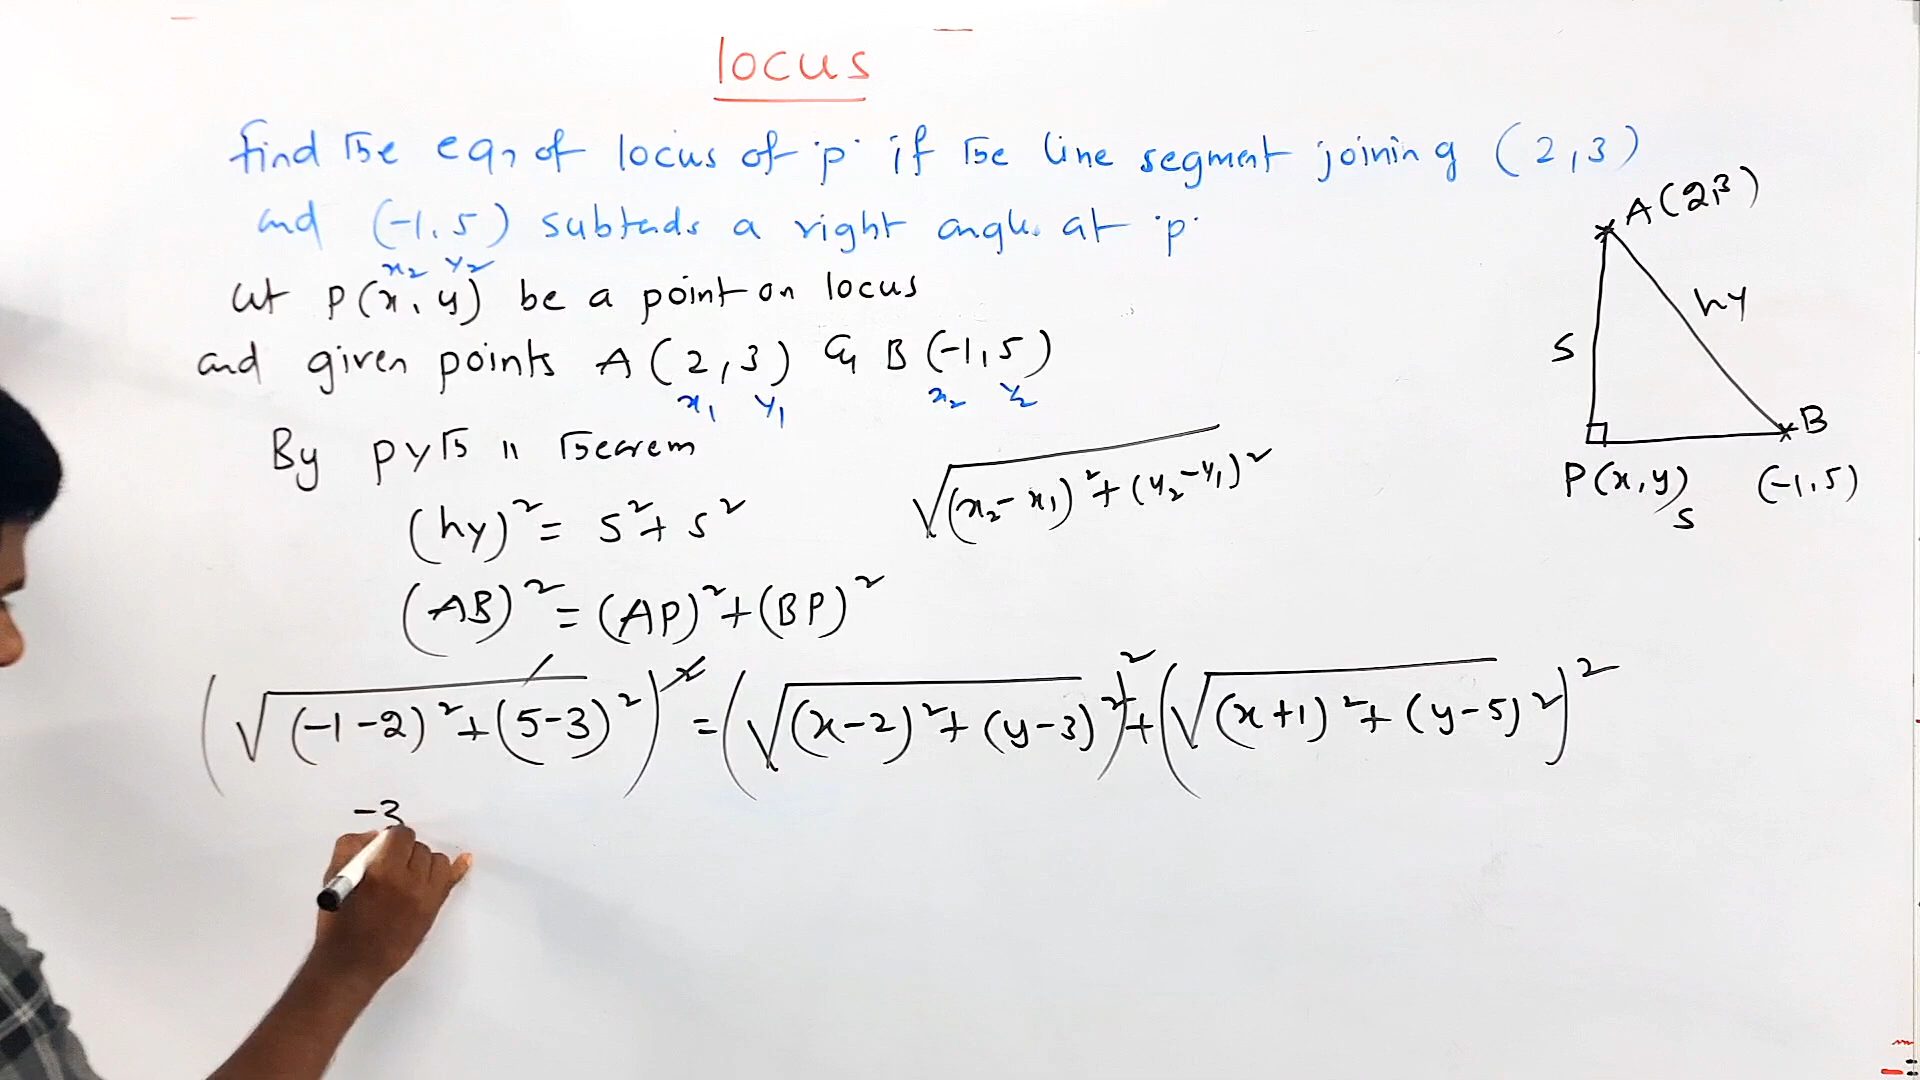 locus
find the eqn of locus of 'p' if the line segment joining (2,3)
and (-1,5) subtends a right angle at 'p'
x₂ y₂
let P(x,y) be a point on locus
and given points A(2,3) & B(-1,5)
x₁ y₁ x₂ y₂
By pyth " theorem
(hy)² = s² + s²
√(x₂-x₁)²+(y₂-y₁)²
(AB)² = (AP)² + (BP)²
(√(-1-2)²+(5-3)²)² = (√(x-2)²+(y-3)²)² + (√(x+1)²+(y-5)²)²
-3
A(2,3)
hy
S
B
P(x,y) (-1,5)
S